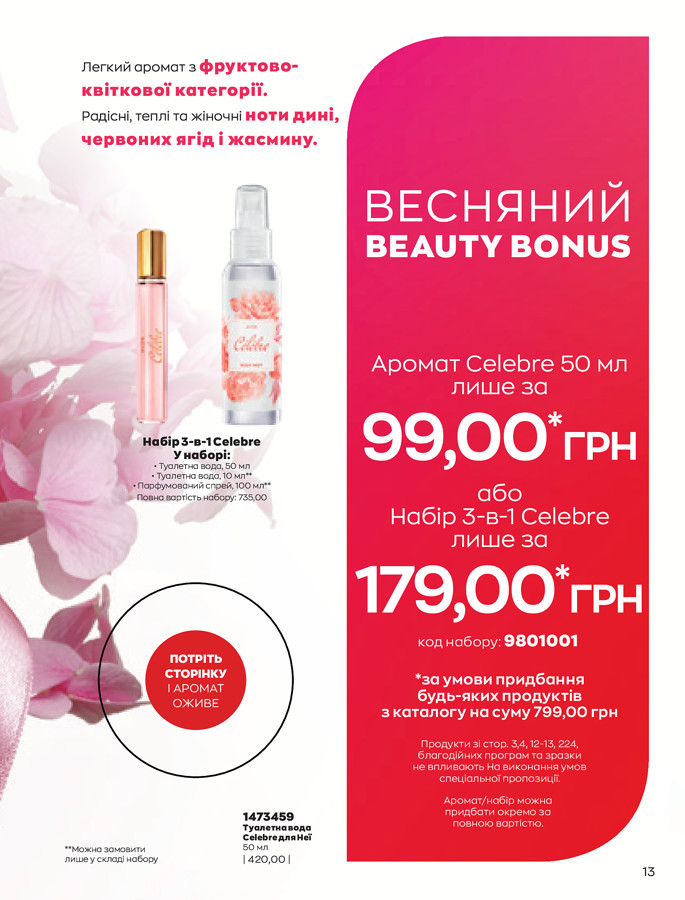 Легкий аромат з фруктово-
квіткової категорії.
Радісні, теплі та жіночні ноти дині,
червоних ягід і жасмину.
AVON
Celebre
AVON
Celebre
BODY MIST
Набір 3-в-1 Celebre
У наборі:
• Туалетна вода, 50 мл
• Туалетна вода, 10 мл**
• Парфумований спрей, 100 мл**
Повна вартість набору: 735,00
ПОТРІТЬ
СТОРІНКУ
І АРОМАТ
ОЖИВЕ
1473459
Туалетна вода
Celebre для Неї
50 мл
| 420,00 |
**Можна замовити
лише у складі набору
ВЕСНЯНИЙ
BEAUTY BONUS
Аромат Celebre 50 мл
лише за
99,00*ГРН
або
Набір 3-в-1 Celebre
лише за
179,00*ГРН
код набору: 9801001
*за умови придбання
будь-яких продуктів
з каталогу на суму 799,00 грн
Продукти зі стор. 3,4, 12-13, 224,
благодійних програм та зразки
не впливають На виконання умов
спеціальної пропозиції.
Аромат/набір можна
придбати окремо за
повною вартістю.
13